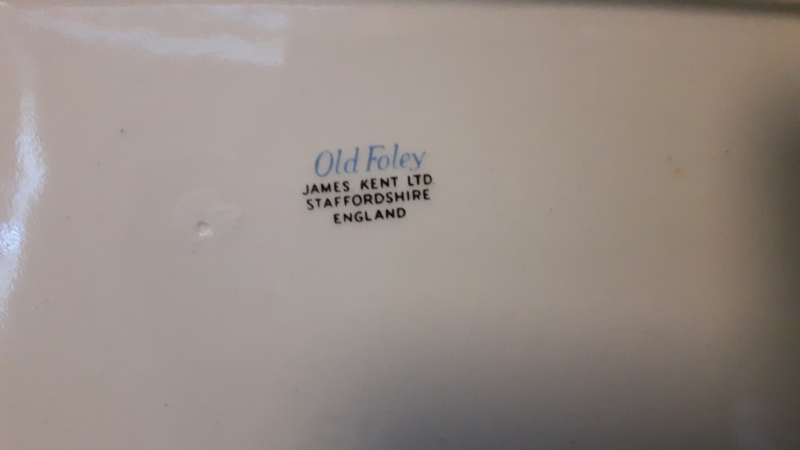 Old Foley
JAMES KENT LTD.
STAFFORDSHIRE
ENGLAND